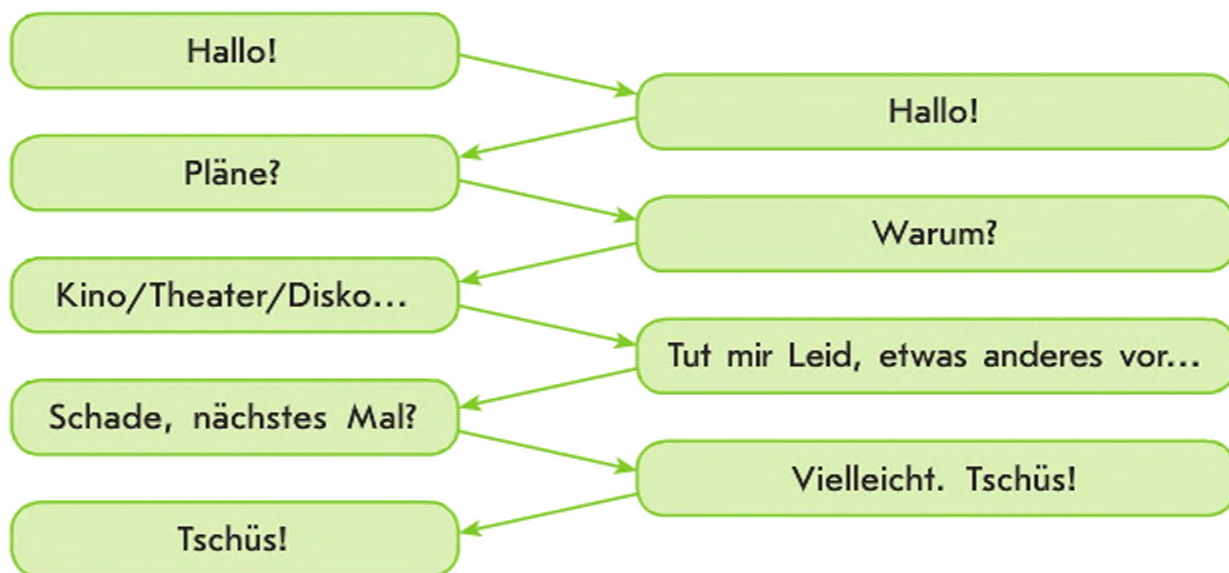 Hallo!
Hallo!
Pläne?
Warum?
Kino/Theater/Disko...
Tut mir Leid, etwas anderes vor...
Schade, nächstes Mal?
Vielleicht. Tschüs!
Tschüs!